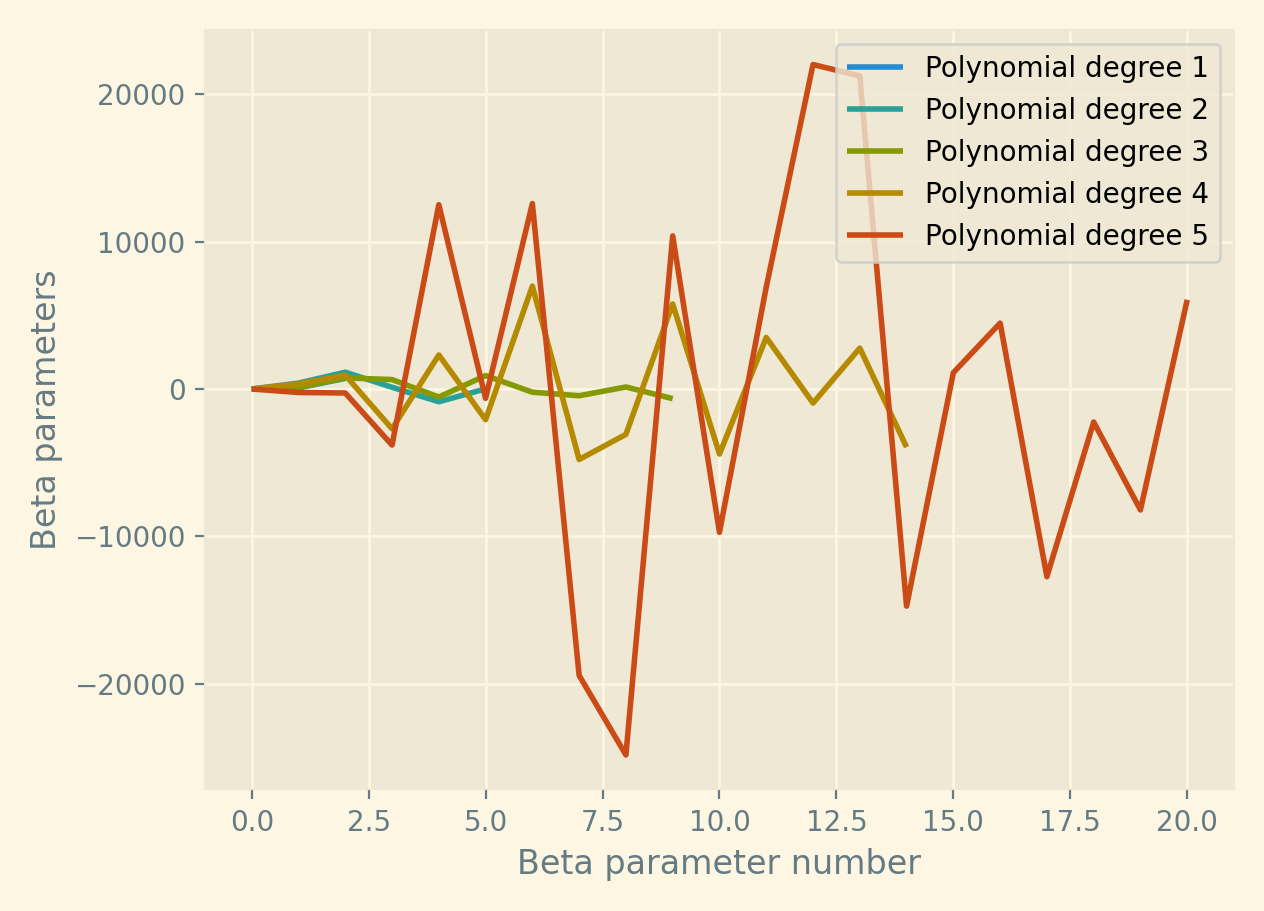 Polynomial degree 1
Polynomial degree 2
Polynomial degree 3
Polynomial degree 4
Polynomial degree 5
20000
10000
0
−10000
−20000
Beta parameters
0.0 2.5 5.0 7.5 10.0 12.5 15.0 17.5 20.0
Beta parameter number